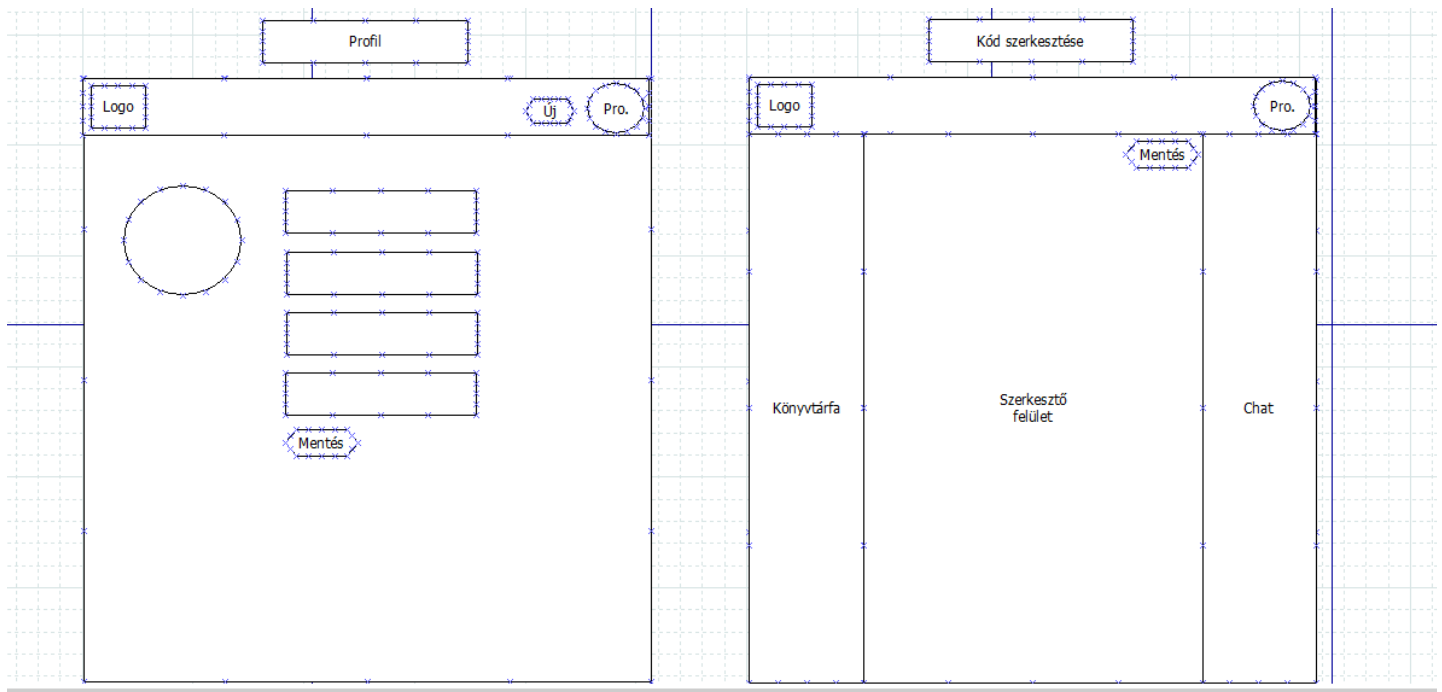 Profil
Logo
Új
Pro.
Mentés
Kód szerkesztése
Logo
Pro.
Mentés
Könyvtárfa
Szerkesztő
felület
Chat